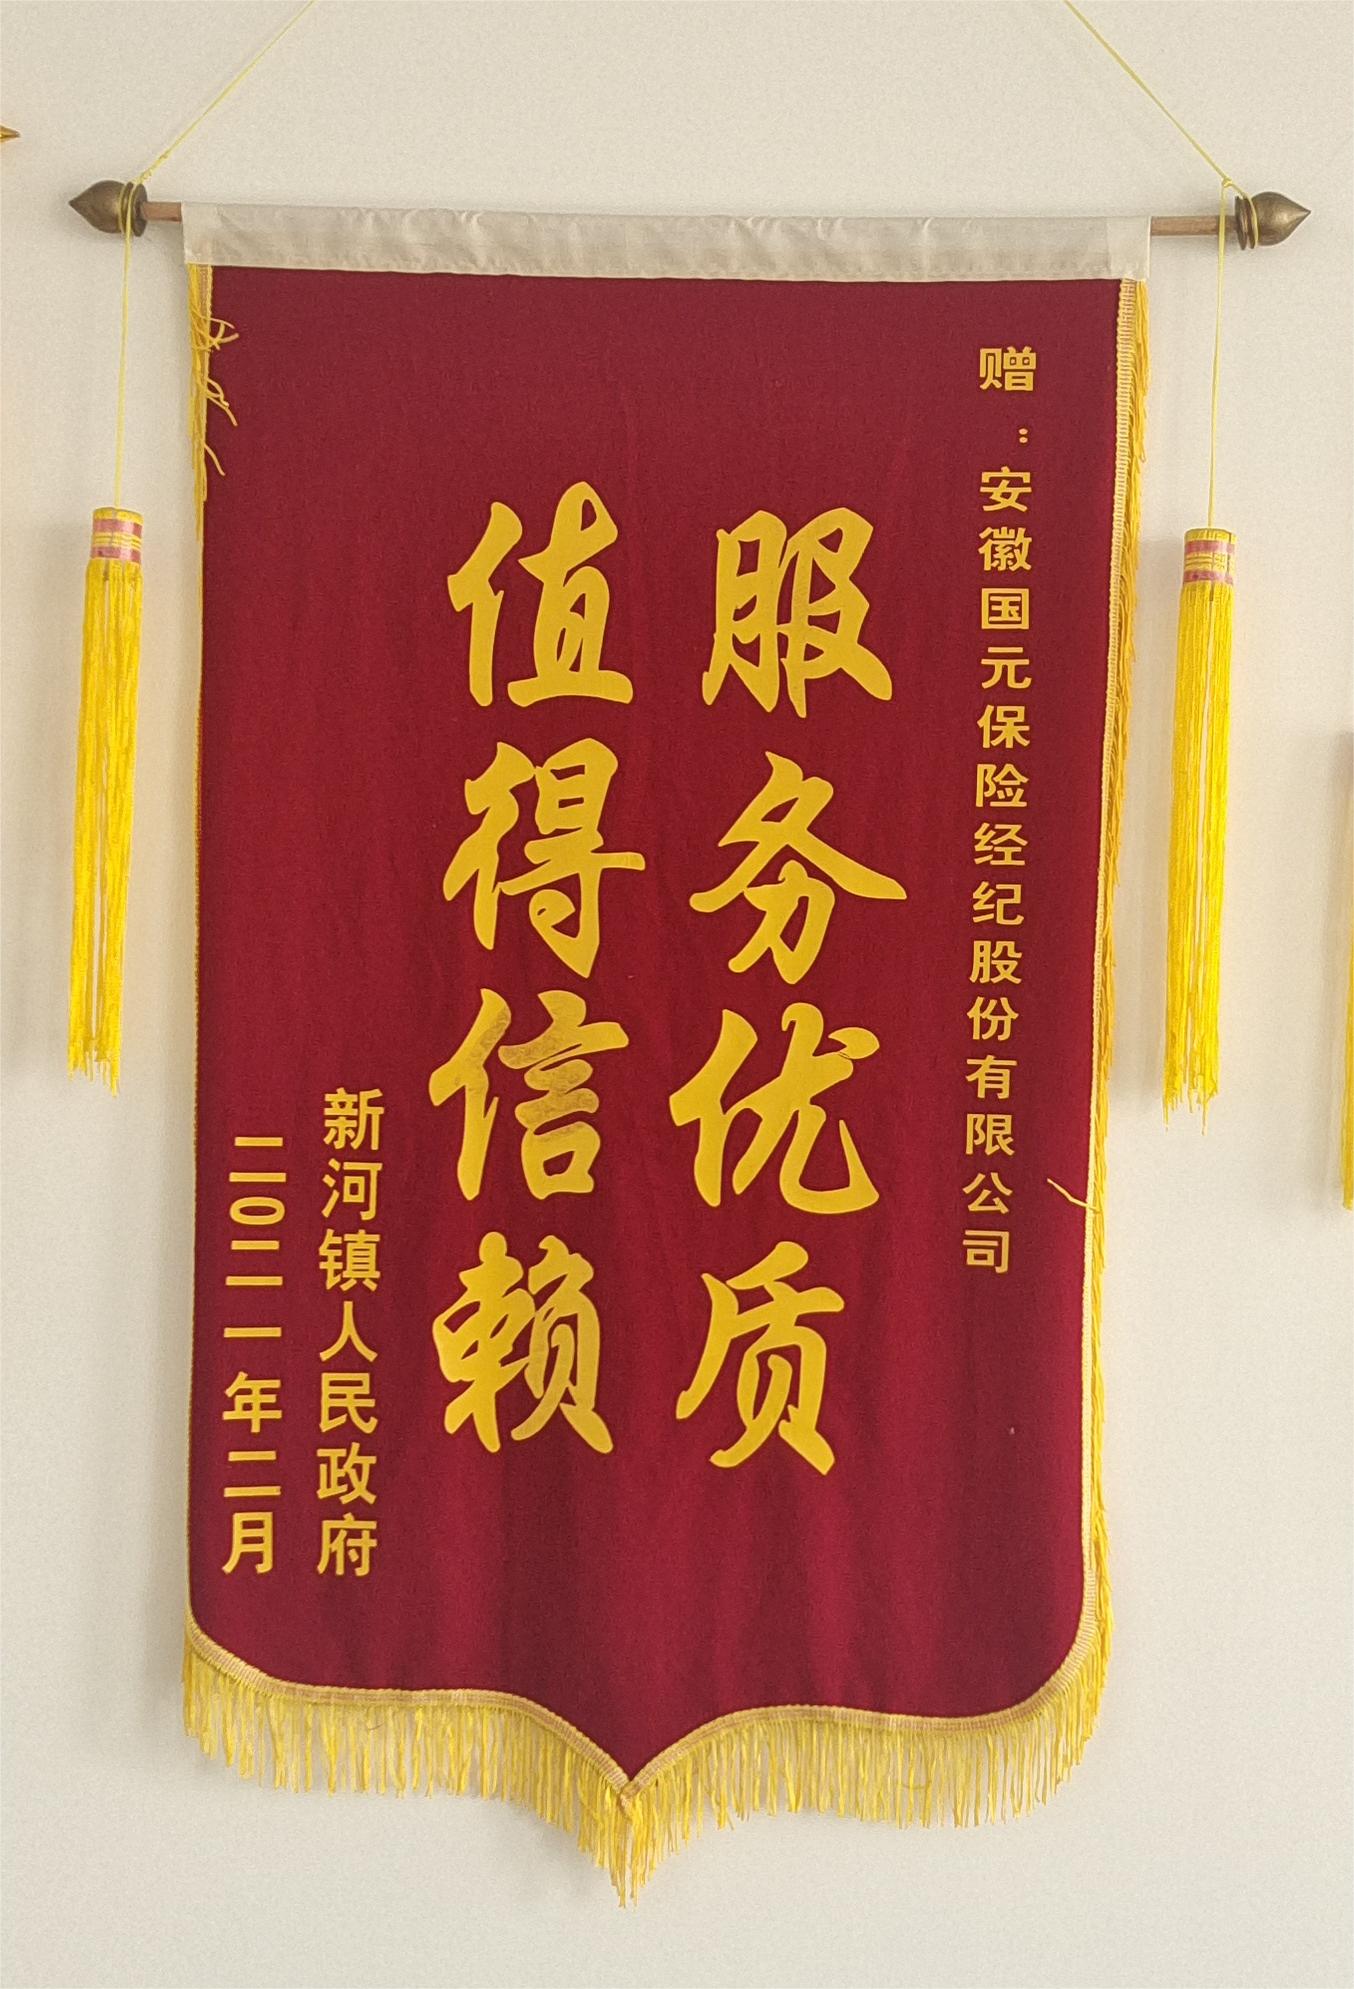 赠：安徽国元保险经纪股份有限公司
服务优质
值得信赖
新河镇人民政府
二〇二一年二月